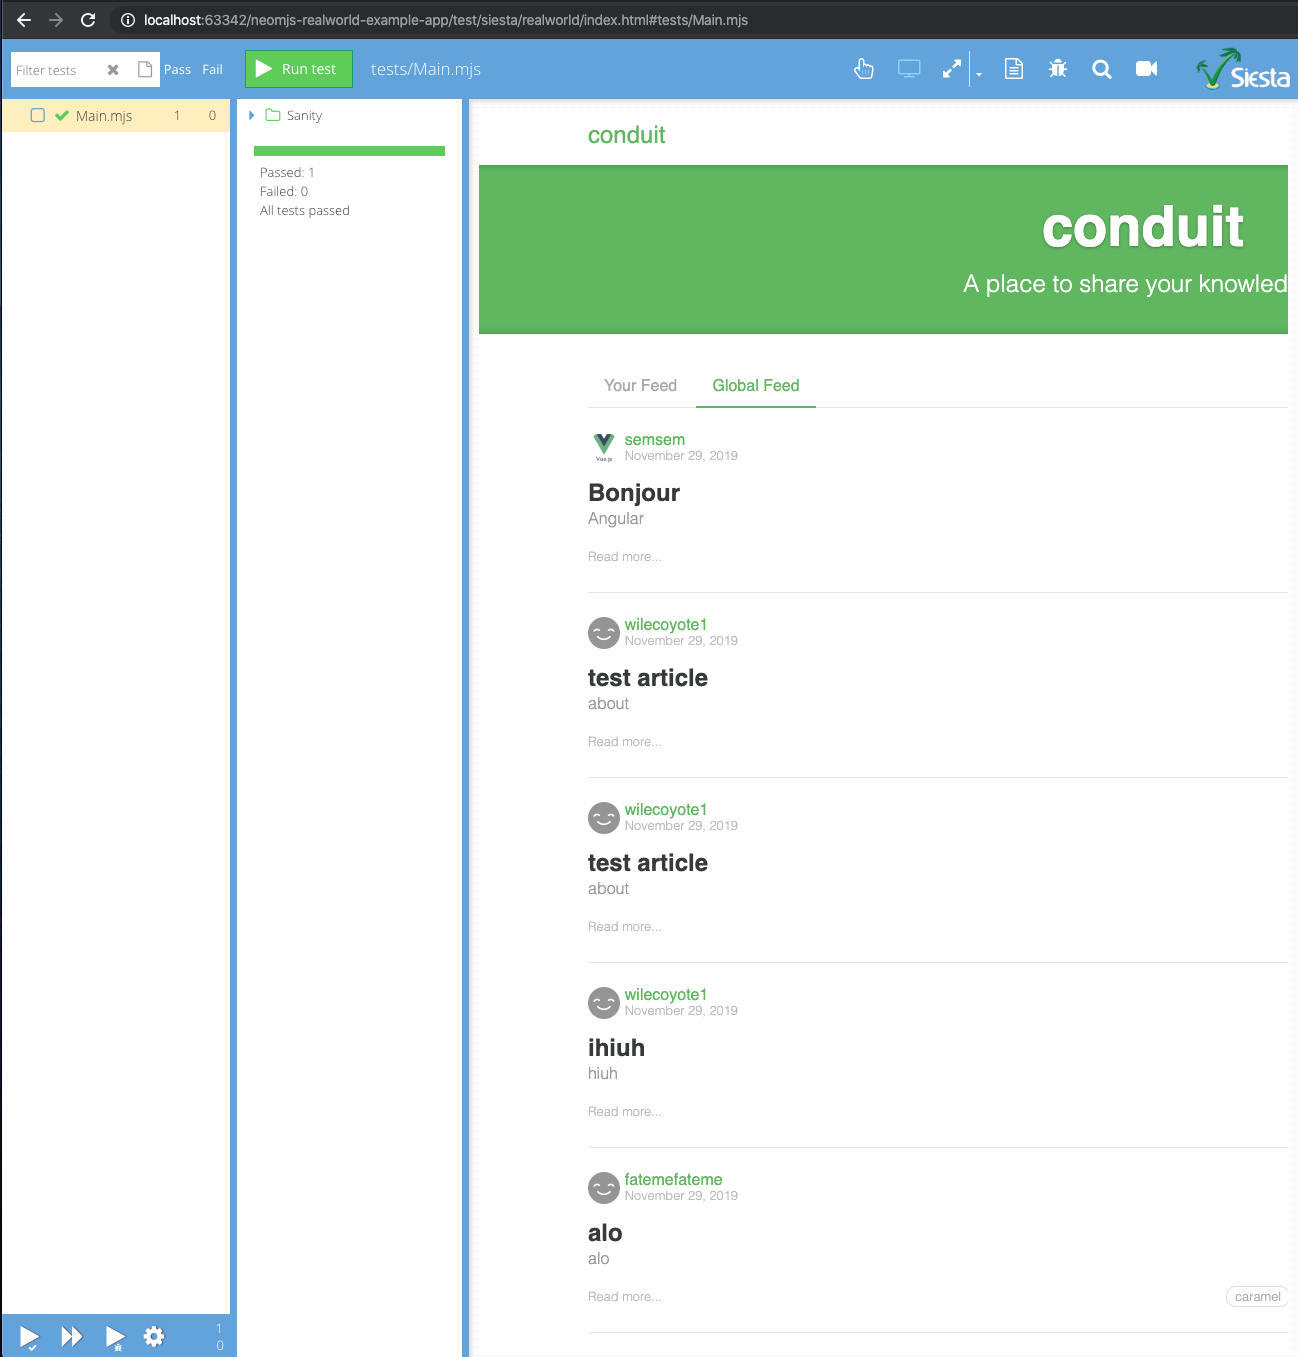 localhost:63342/neomjs-realworld-example-app/test/siesta/realworld/index.html#tests/Main.mjs
Filter tests
Pass
Fail
Run test
tests/Main.mjs
Siesta
Main.mjs
1
0
Sanity
Passed: 1
Failed: 0
All tests passed
conduit
conduit
A place to share your knowled
Your Feed
Global Feed
Vue.js
semsem
November 29, 2019
Bonjour
Angular
Read more...
wilecoyote1
November 29, 2019
test article
about
Read more...
wilecoyote1
November 29, 2019
test article
about
Read more...
wilecoyote1
November 29, 2019
ihiuh
hiuh
Read more...
fatemefateme
November 29, 2019
alo
alo
Read more...
caramel
1
0